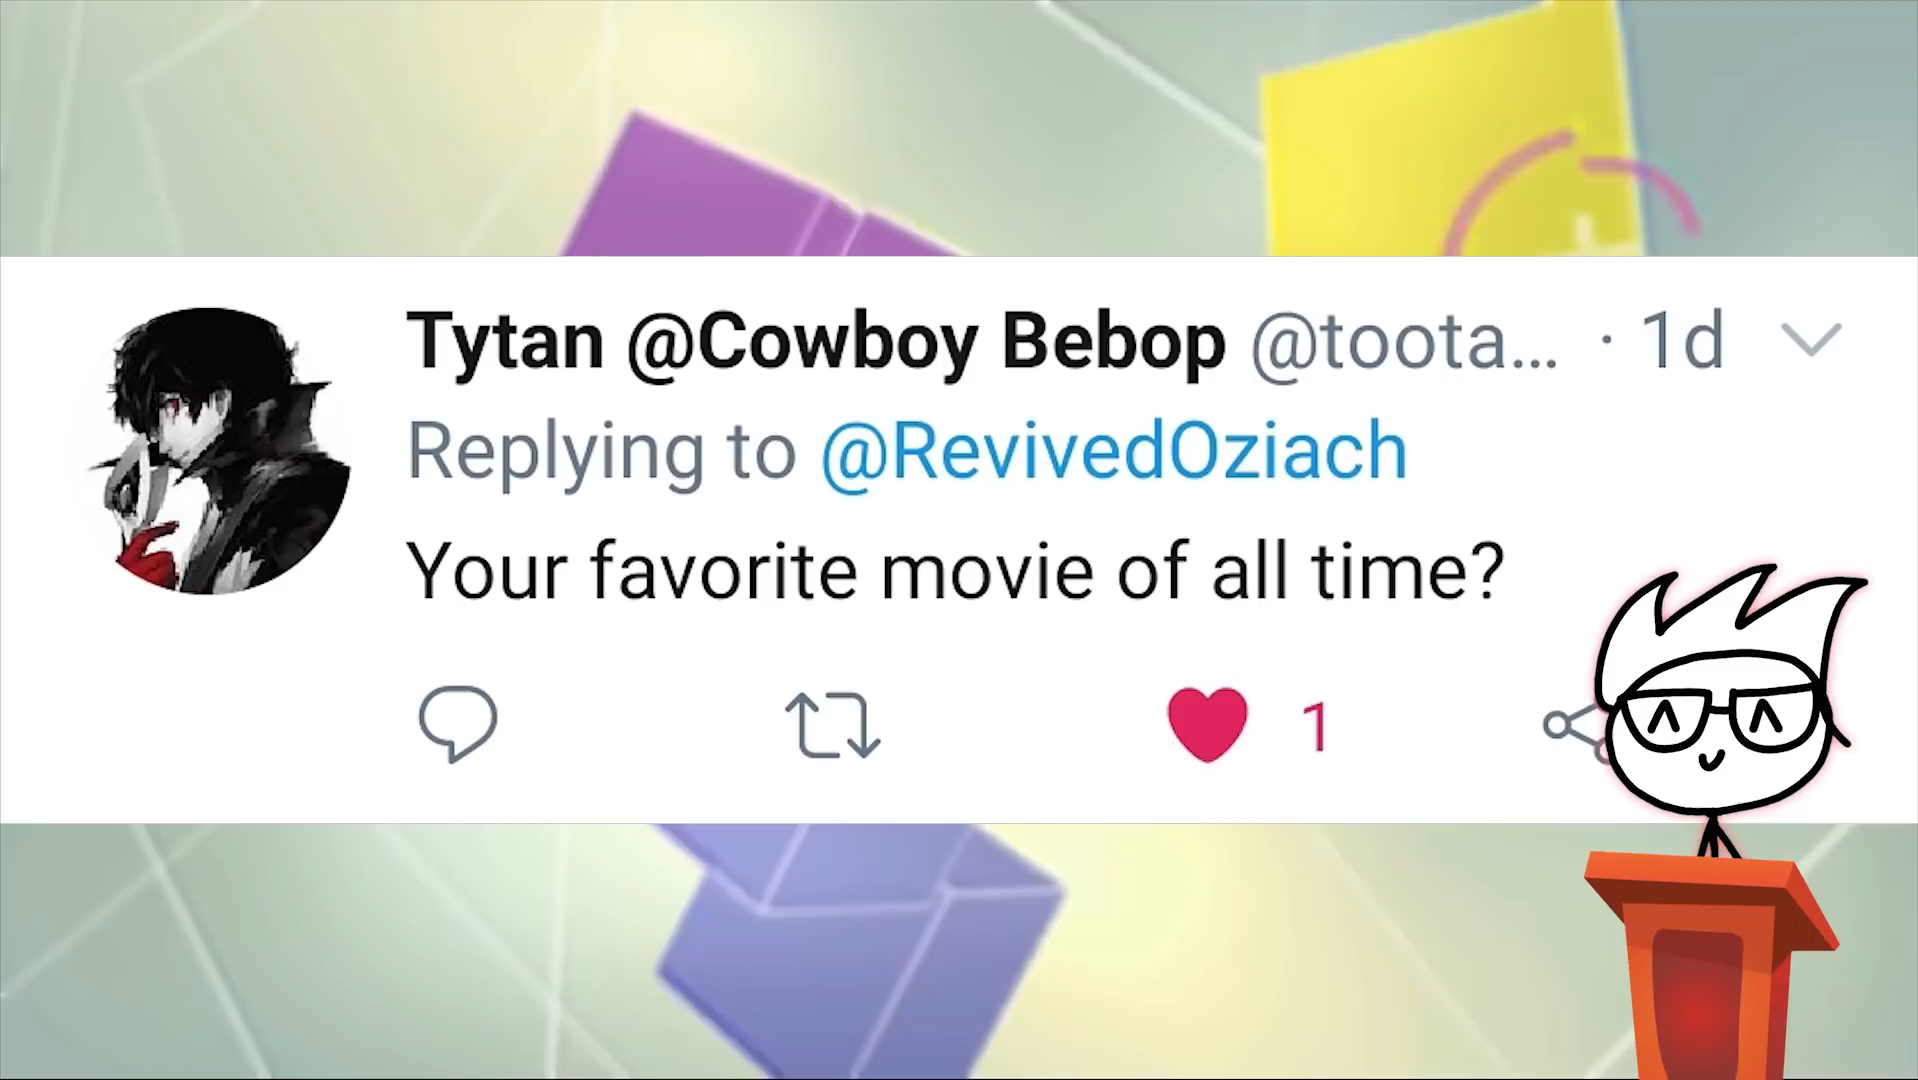 Tytan @Cowboy Bebop @toota... · 1d
Replying to @RevivedOziach
Your favorite movie of all time?
1